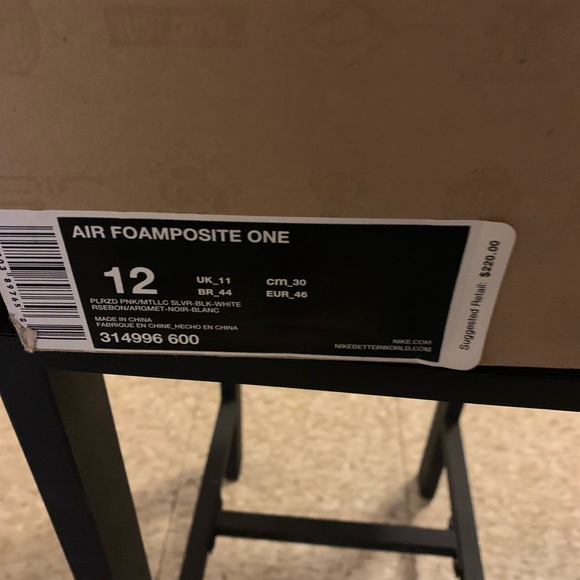 AIR FOAMPOSITE ONE
12
UK_11
cm_30
BR_44
EUR_46
PLRZD PNK/MTLLC SLVR-BLK-WHITE
RSEBON/ARGMET-NOIR-BLANC
MADE IN CHINA
FABRIQUE EN CHINE_HECHO EN CHINA
314996 600
NIKE.COM
NIKEBETTERWORLD.COM
Suggested Retail: $220.00